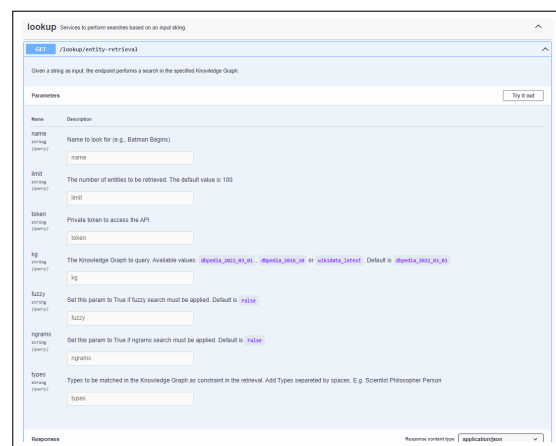 lookup Services to perform searches based on an input string.
GET /lookup/entity-retrieval
Given a string as input, the endpoint performs a search in the specified Knowledge Graph.
Parameters Try it out
Name Description
name
string
(query)
Name to look for (e.g., Batman Begins).
name
limit
string
(query)
The number of entities to be retrieved. The default value is 100.
limit
token
string
(query)
Private token to access the API.
token
kg
string
(query)
The Knowledge Graph to query. Available values: dbpedia_2022_03_01, dbpedia_2016_10 or wikidata_latest. Default is dbpedia_2022_03_01.
kg
fuzzy
string
(query)
Set this param to True if fuzzy search must be applied. Default is False.
fuzzy
ngrams
string
(query)
Set this param to True if ngrams search must be applied. Default is False.
ngrams
types
string
(query)
Types to be matched in the Knowledge Graph as constraint in the retrieval. Add Types separeted by spaces. E.g. Scientist Philosopher Person
types
Responses Response content type application/json